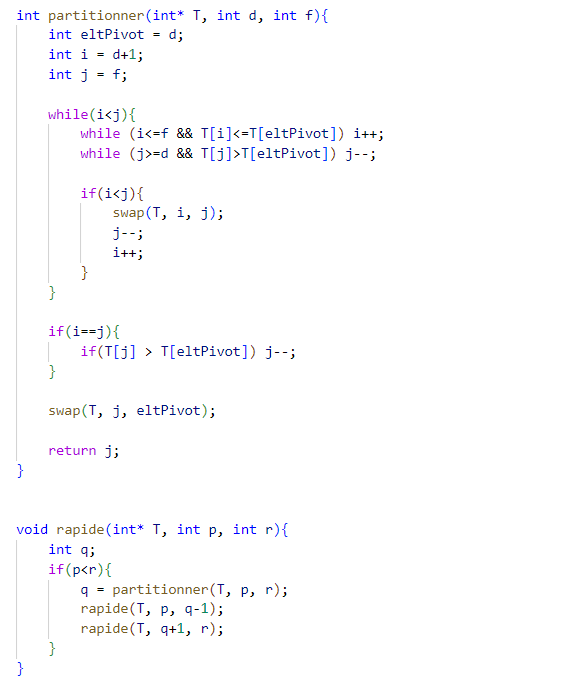 int partitionner(int* T, int d, int f){
    int eltPivot = d;
    int i = d+1;
    int j = f;

    while(i<j){
        while (i<=f && T[i]<=T[eltPivot]) i++;
        while (j>=d && T[j]>T[eltPivot]) j--;

        if(i<j){
            swap(T, i, j);
            j--;
            i++;
        }
    }

    if(i==j){
        if(T[j] > T[eltPivot]) j--;
    }

    swap(T, j, eltPivot);

    return j;
}


void rapide(int* T, int p, int r){
    int q;
    if(p<r){
        q = partitionner(T, p, r);
        rapide(T, p, q-1);
        rapide(T, q+1, r);
    }
}